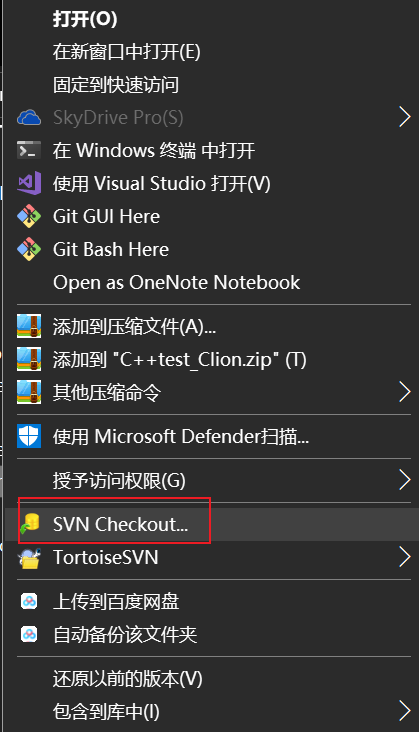 打开(O)
在新窗口中打开(E)
固定到快速访问
SkyDrive Pro(S)
在 Windows 终端 中打开
使用 Visual Studio 打开(V)
Git GUI Here
Git Bash Here
Open as OneNote Notebook
添加到压缩文件(A)...
添加到 "C++test_Clion.zip" (T)
其他压缩命令
使用 Microsoft Defender扫描...
授予访问权限(G)
SVN Checkout...
TortoiseSVN
上传到百度网盘
自动备份该文件夹
还原以前的版本(V)
包含到库中(I)